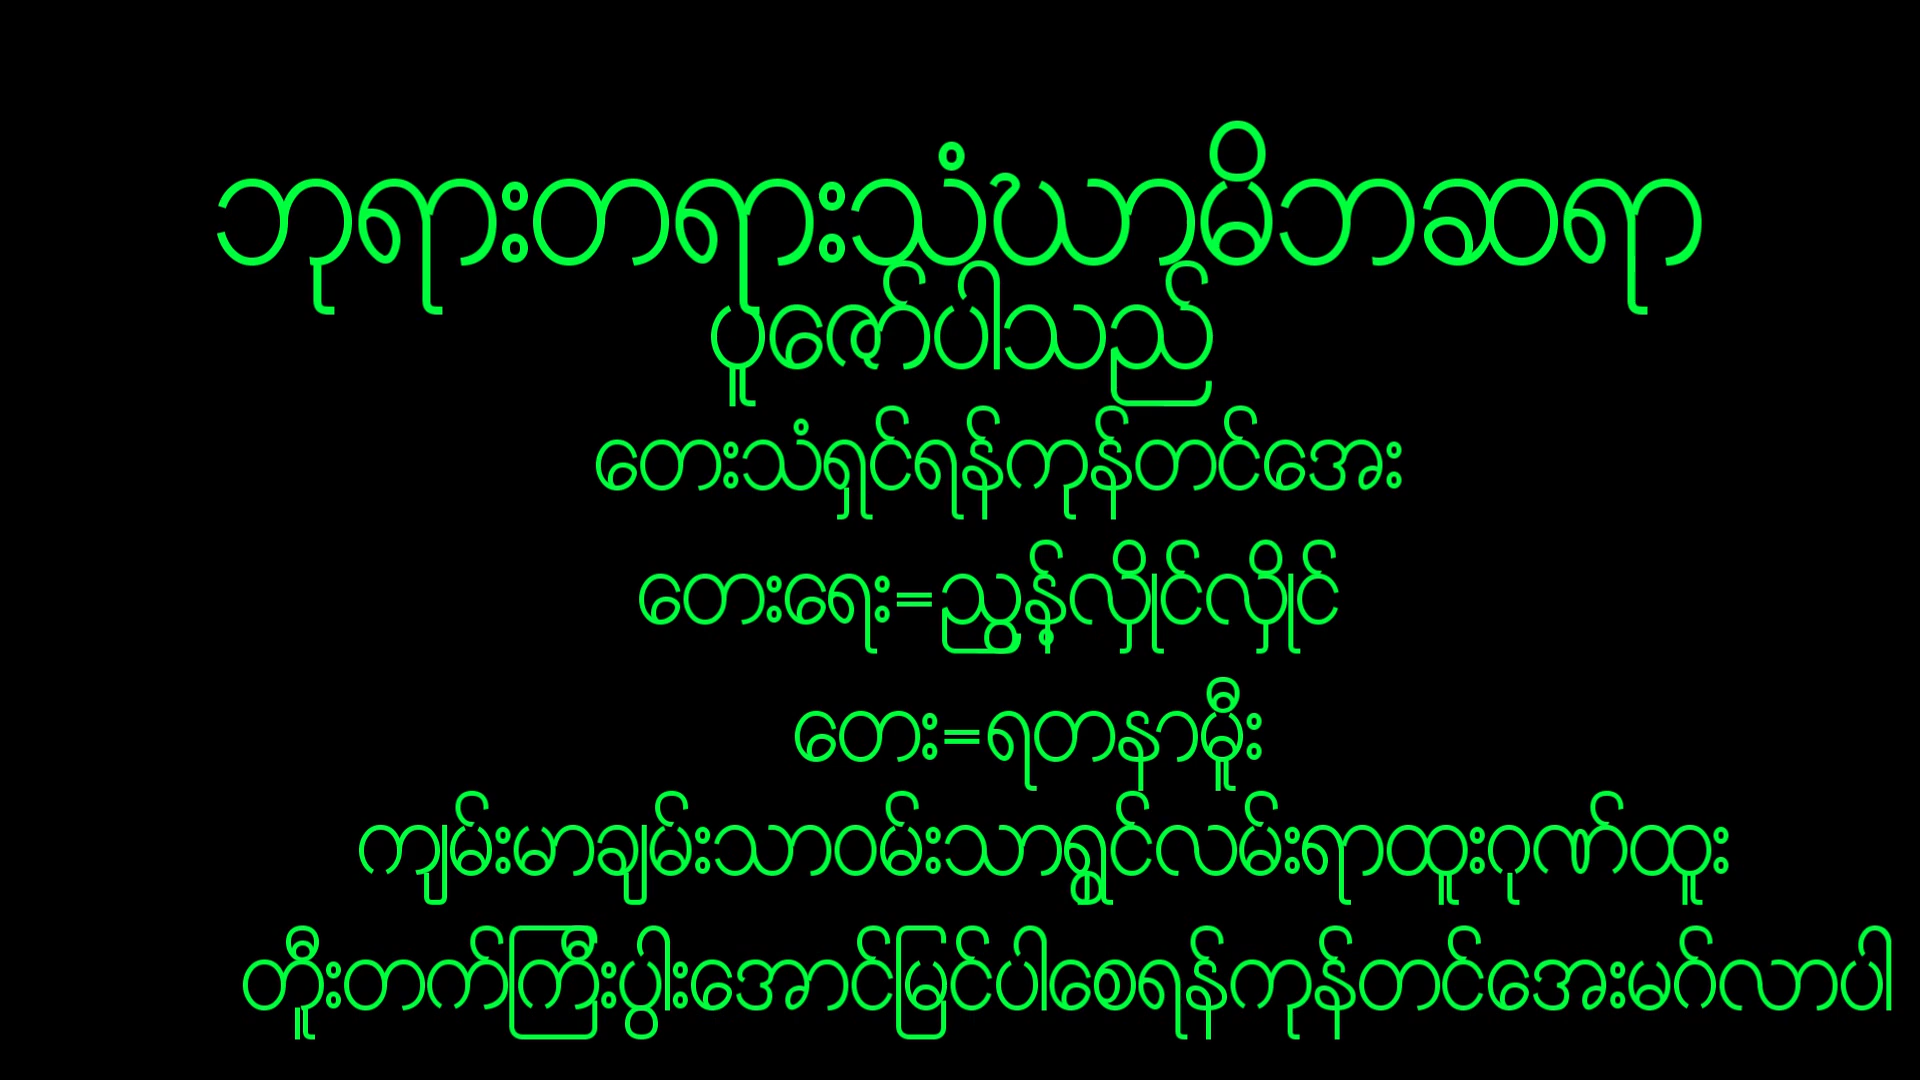 ဘုရားတရားသံဃာမိဘဆရာ
ပူဇော်ပါသည်
တေးသံရှင်ရန်ကုန်တင်အေး
တေးရေး=ညွှန့်လှိုင်လှိုင်
တေး=ရတနာမိူး
ကျမ်းမာချမ်းသာဝမ်းသာရွှင်လမ်းရာထူးဂုဏ်ထူး
တိူးတက်ကြီးပွါးအောင်မြင်ပါစေရန်ကုန်တင်အေးမင်္ဂလာပါ